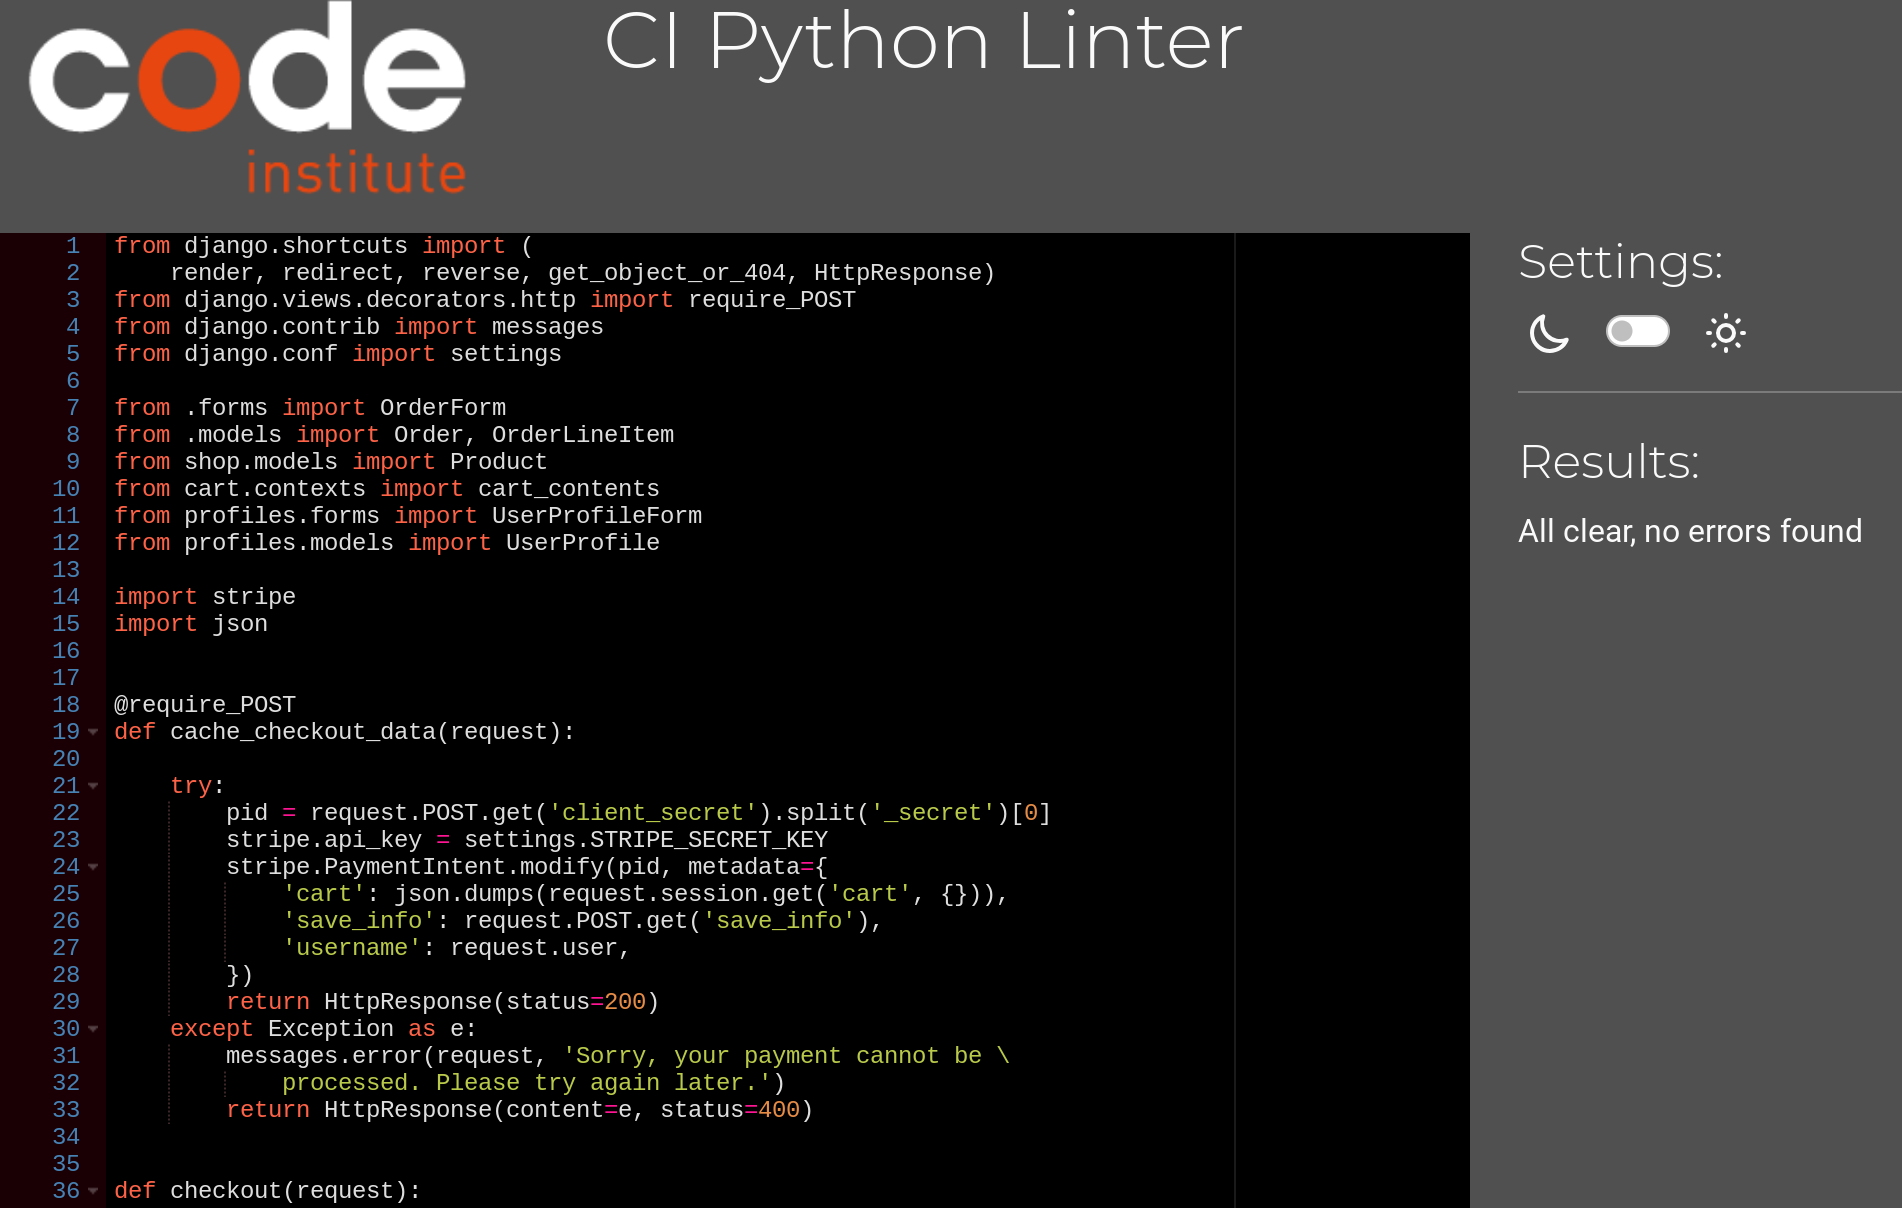 code
institute
CI Python Linter
1 from django.shortcuts import (
2     render, redirect, reverse, get_object_or_404, HttpResponse)
3 from django.views.decorators.http import require_POST
4 from django.contrib import messages
5 from django.conf import settings
6
7 from .forms import OrderForm
8 from .models import Order, OrderLineItem
9 from shop.models import Product
10 from cart.contexts import cart_contents
11 from profiles.forms import UserProfileForm
12 from profiles.models import UserProfile
13
14 import stripe
15 import json
16
17
18 @require_POST
19 def cache_checkout_data(request):
20
21     try:
22         pid = request.POST.get('client_secret').split('_secret')[0]
23         stripe.api_key = settings.STRIPE_SECRET_KEY
24         stripe.PaymentIntent.modify(pid, metadata={
25             'cart': json.dumps(request.session.get('cart', {})),
26             'save_info': request.POST.get('save_info'),
27             'username': request.user,
28         })
29         return HttpResponse(status=200)
30     except Exception as e:
31         messages.error(request, 'Sorry, your payment cannot be \
32             processed. Please try again later.')
33         return HttpResponse(content=e, status=400)
34
35
36 def checkout(request):
Settings:
Results:
All clear, no errors found